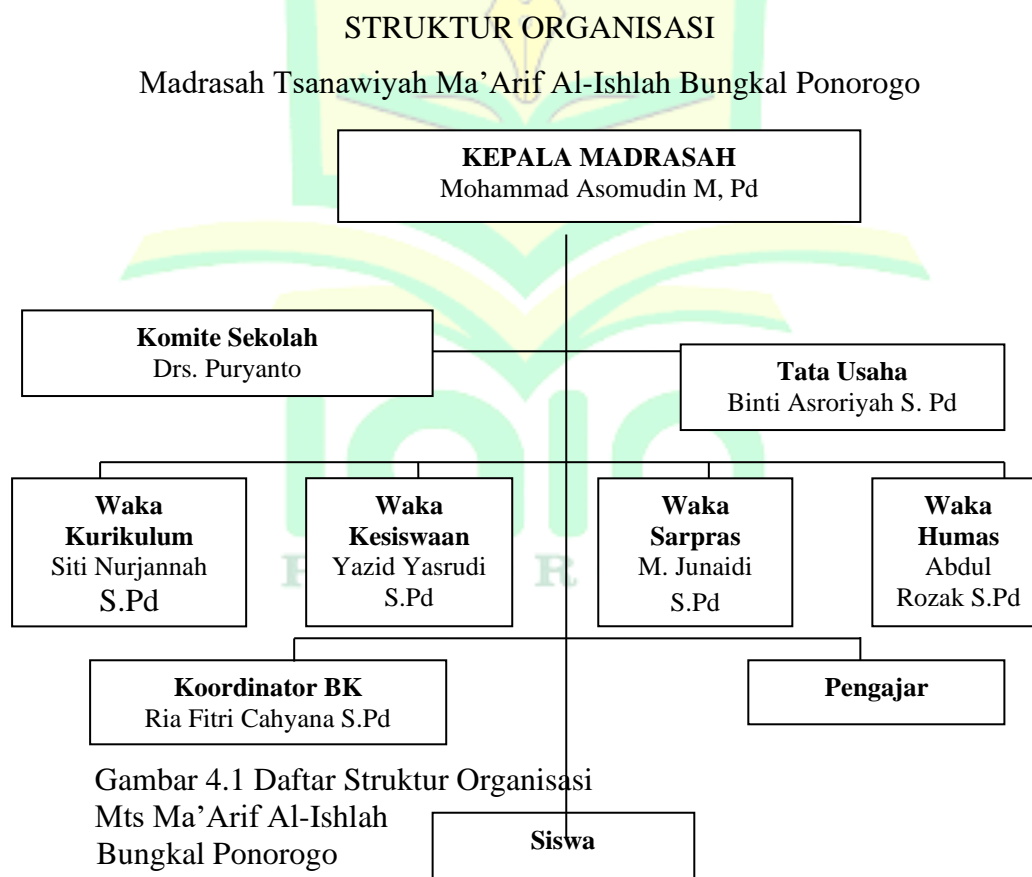 STRUKTUR ORGANISASI
Madrasah Tsanawiyah Ma’Arif Al-Ishlah Bungkal Ponorogo
KEPALA MADRASAH
Mohammad Asomudin M, Pd
Komite Sekolah
Drs. Puryanto
Tata Usaha
Binti Asroriyah S. Pd
Waka
Kurikulum
Siti Nurjannah
S.Pd
Waka
Kesiswaan
Yazid Yasrudi
S.Pd
Waka
Sarpras
M. Junaidi
S.Pd
Waka
Humas
Abdul
Rozak S.Pd
Koordinator BK
Ria Fitri Cahyana S.Pd
Pengajar
Gambar 4.1 Daftar Struktur Organisasi
Mts Ma’Arif Al-Ishlah
Bungkal Ponorogo
Siswa